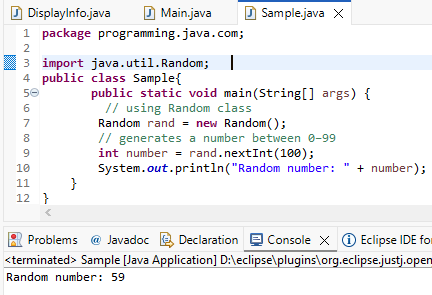 DisplayInfo.java Main.java Sample.java
1 package programming.java.com;
2
3 import java.util.Random;
4 public class Sample{
5 public static void main(String[] args) {
6 // using Random class
7 Random rand = new Random();
8 // generates a number between 0-99
9 int number = rand.nextInt(100);
10 System.out.println("Random number: " + number);
11 }
12 }
Problems @ Javadoc Declaration Console Eclipse IDE for
<terminated> Sample [Java Application] D:\eclipse\plugins\org.eclipse.justj.open
Random number: 59